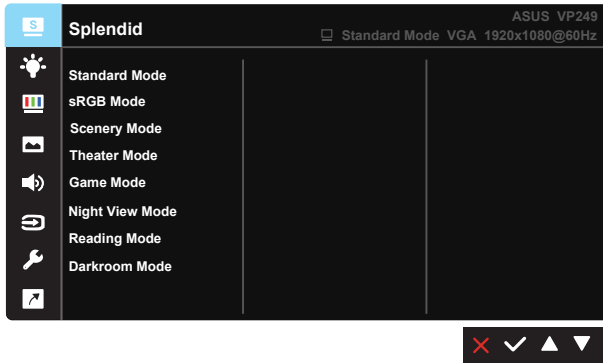 S
Splendid
ASUS VP249
Standard Mode VGA 1920x1080@60Hz
Standard Mode
sRGB Mode
Scenery Mode
Theater Mode
Game Mode
Night View Mode
Reading Mode
Darkroom Mode